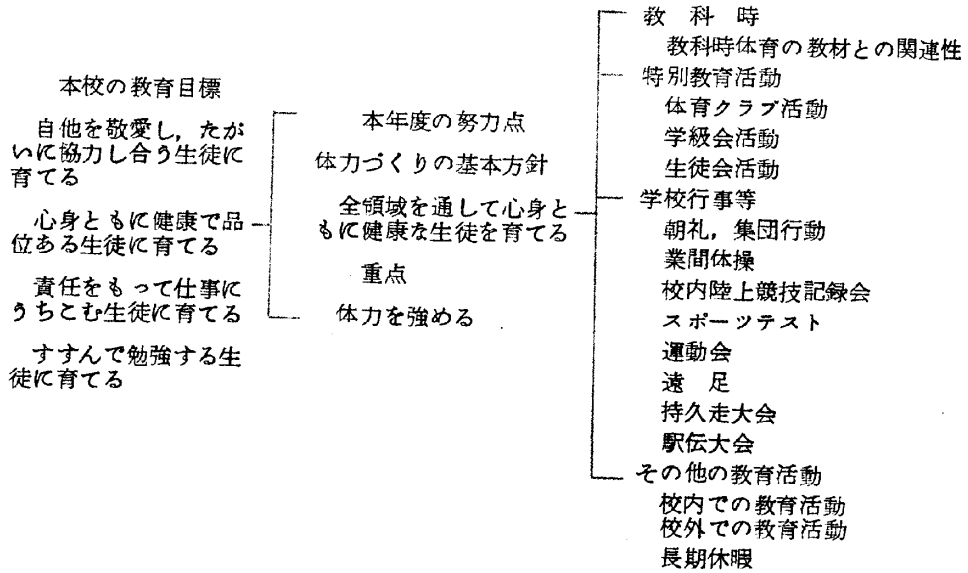 本校の教育目標
自他を敬愛し,たが
いに協力し合う生徒に
育てる
心身ともに健康で品
位ある生徒に育てる
責任をもって仕事に
うちこむ生徒に育てる
すすんで勉強する生
徒に育てる
本年度の努力点
体力づくりの基本方針
全領域を通して心身と
もに健康な生徒を育てる
重点
体力を強める
教科時
教科時体育の教材との関連性
特別教育活動
体育クラブ活動
学級会活動
生徒会活動
学校行事等
朝礼,集団行動
業間体操
校内陸上競技記録会
スポーツテスト
運動会
遠足
持久走大会
駅伝大会
その他の教育活動
校内での教育活動
校外での教育活動
長期休暇